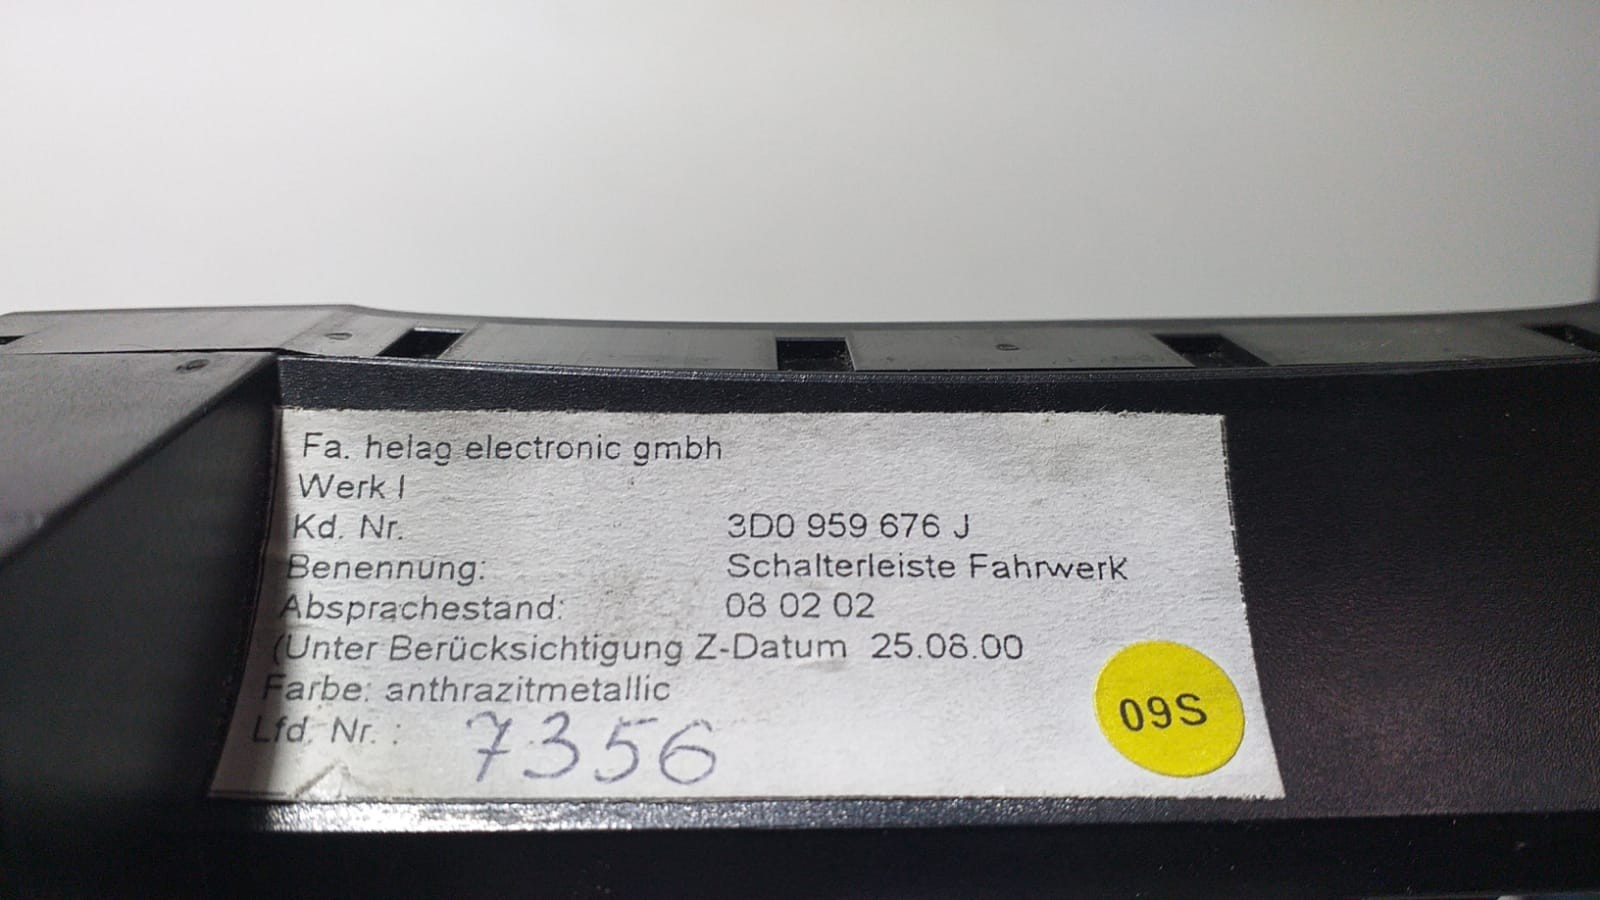 Fa. helag electronic gmbh
Werk I
Kd. Nr. 3D0 959 676 J
Benennung: Schalterleiste Fahrwerk
Absprachestand: 08 02 02
(Unter Berücksichtigung Z-Datum 25.08.00
Farbe: anthrazitmetallic
Lfd. Nr. : 7356
09S